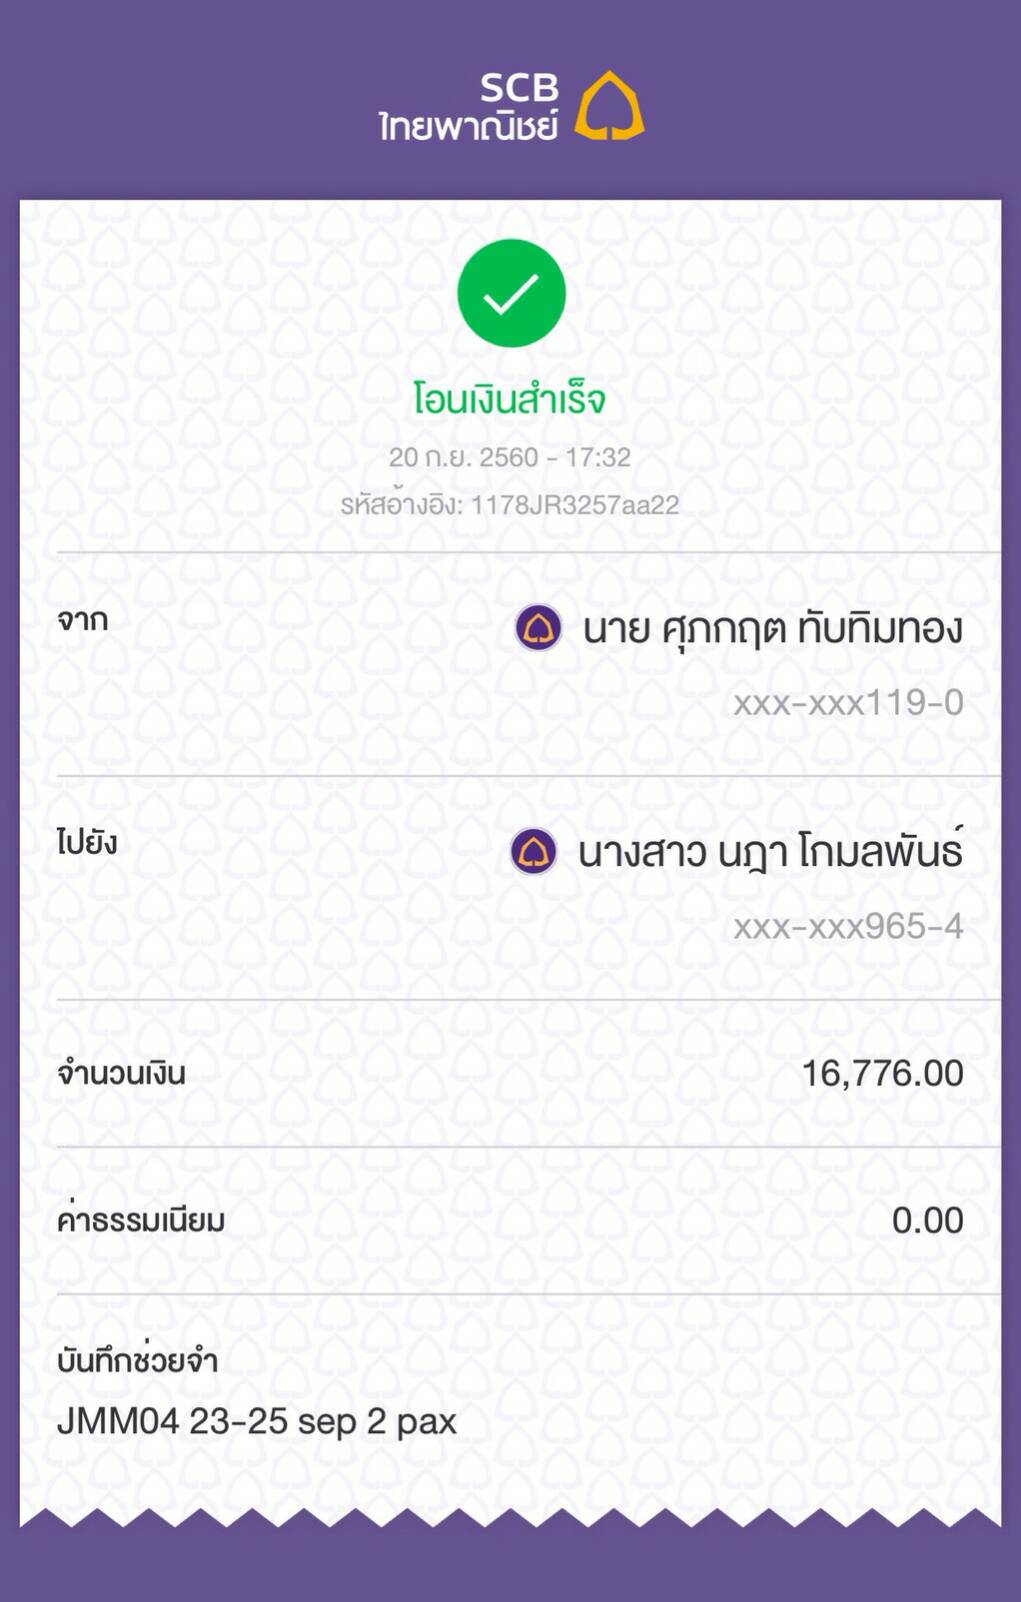 SCB
ไทยพาณิชย์
โอนเงินสำเร็จ
20 ก.ย. 2560 - 17:32
รหัสอ้างอิง: 1178JR3257aa22
จาก
นาย ศุภกฤต ทับทิมทอง
xxx-xxx119-0
ไปยัง
นางสาว นฎา โกมลพันธ์
xxx-xxx965-4
จำนวนเงิน 16,776.00
ค่าธรรมเนียม 0.00
บันทึกช่วยจำ
JMM04 23-25 sep 2 pax